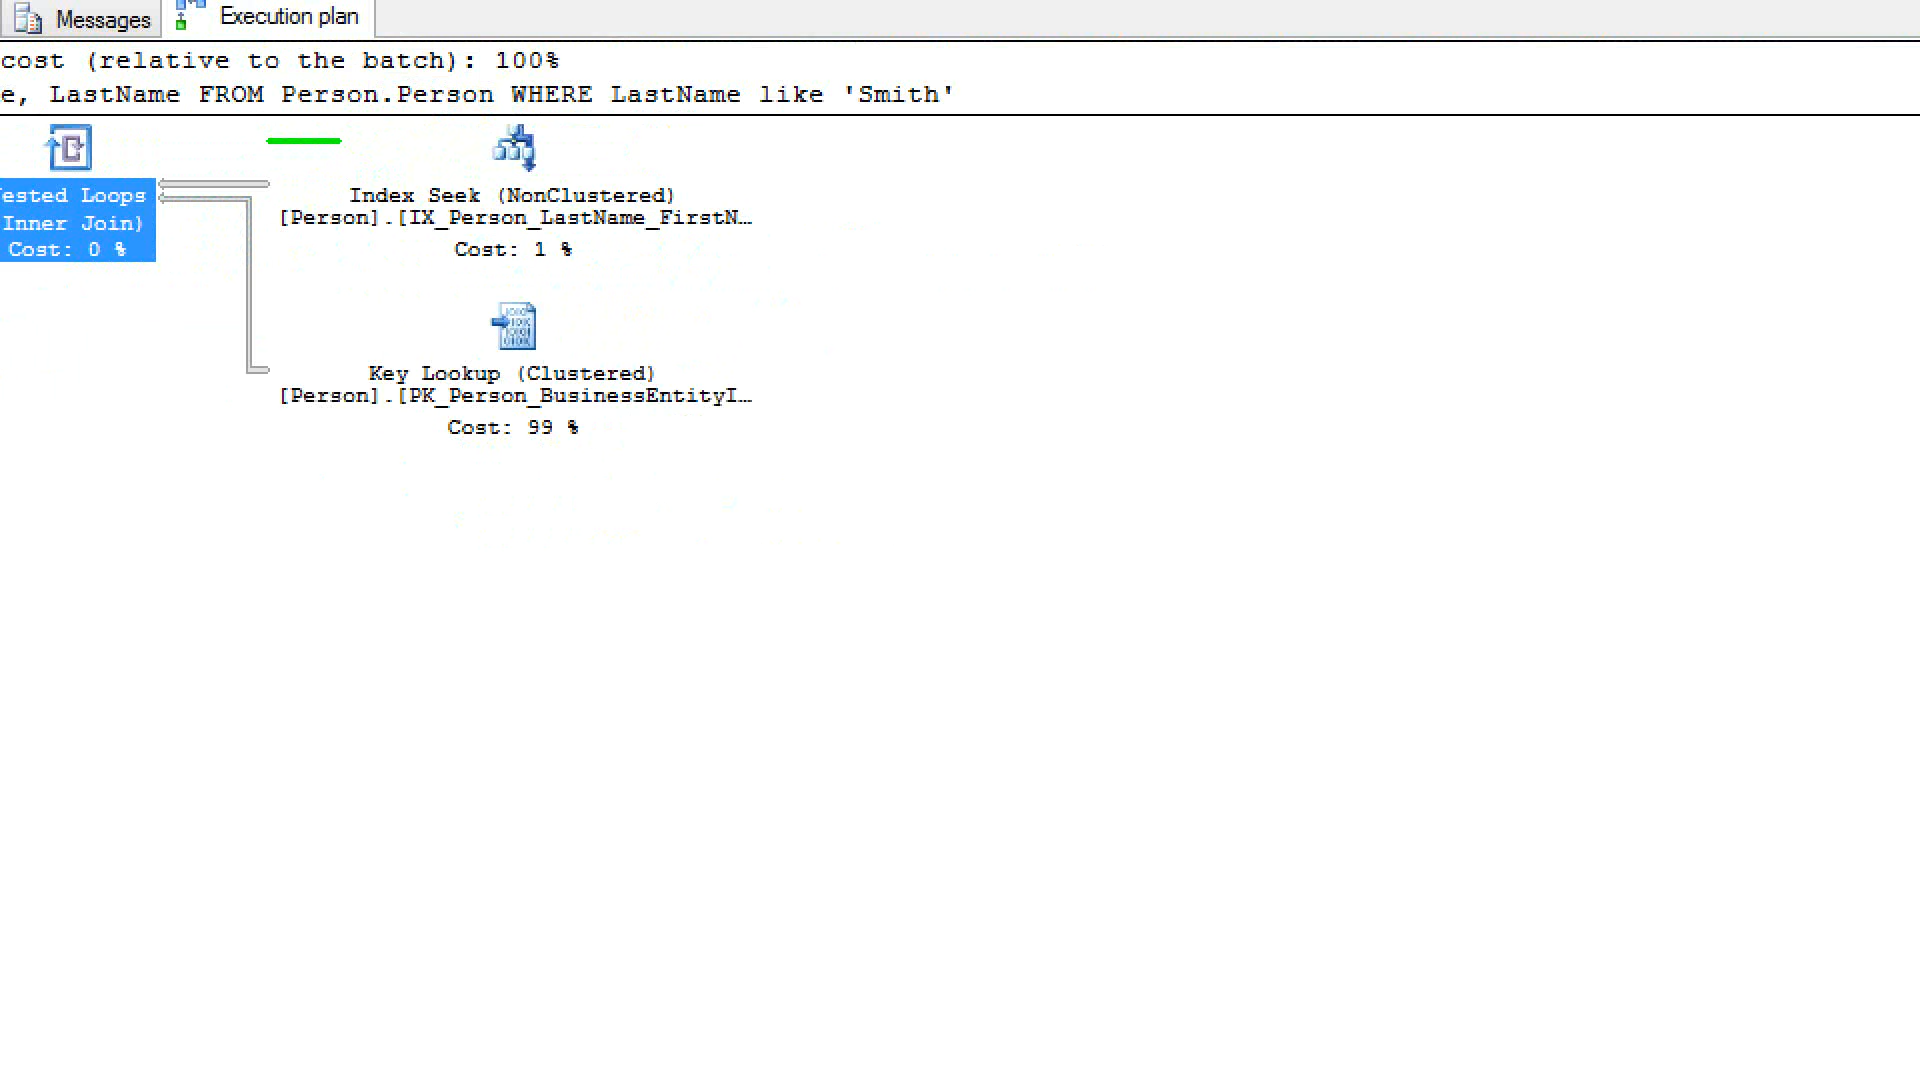 Messages
Execution plan
cost (relative to the batch): 100%
e, LastName FROM Person.Person WHERE LastName like 'Smith'
ested Loops
Inner Join)
Cost: 0 %
Index Seek (NonClustered)
[Person].[IX_Person_LastName_FirstN…
Cost: 1 %
Key Lookup (Clustered)
[Person].[PK_Person_BusinessEntityI…
Cost: 99 %